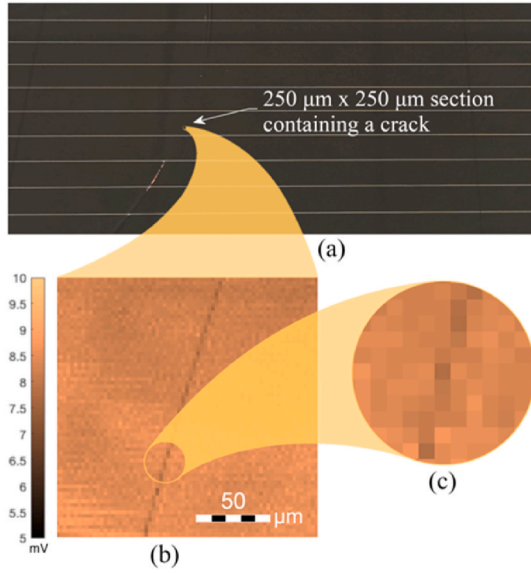 250 μm x 250 μm section
containing a crack
(a)
10
9.5
9
8.5
8
7.5
7
6.5
6
5.5
5
mV
50
μm
(b)
(c)